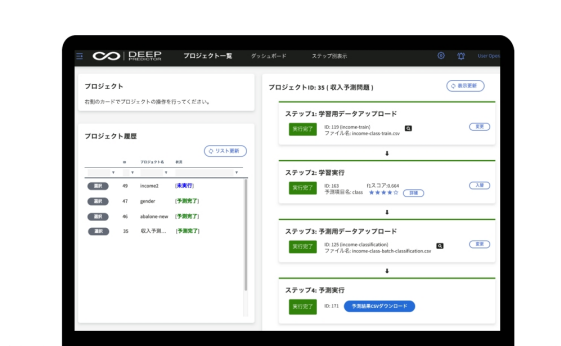 DEEP
PREDICTOR
プロジェクト一覧
ダッシュボード
ステップ別表示
User Open
プロジェクト
右側のカードでプロジェクトの操作を行ってください。
プロジェクト履歴
リスト更新
プロジェクト名
選択 49 income2 [未実行]
選択 47 gender [予測完了]
選択 46 abalone-new [予測完了]
選択 35 収入予測... [予測完了]
プロジェクトID: 35 ( 収入予測問題 )
表示更新
ステップ1: 学習用データアップロード
実行完了
ID: 119 (income-train)
ファイル名: income-class-train.csv
変更
ステップ2: 学習実行
実行完了
ID: 163 f1スコア:0.664
予測項目名: class ★★★★☆ 詳細
入替
ステップ3: 予測用データアップロード
実行完了
ID: 125 (income-classification)
ファイル名: income-class-batch-classification.csv
変更
ステップ4: 予測実行
実行完了
ID: 171 予測結果CSVダウンロード